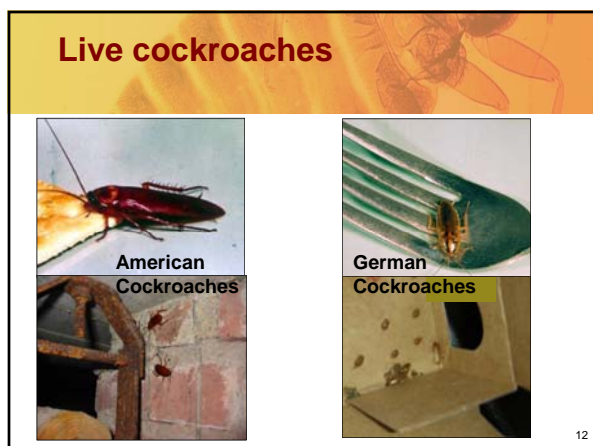 Live cockroaches
American
Cockroaches
German
Cockroaches
12